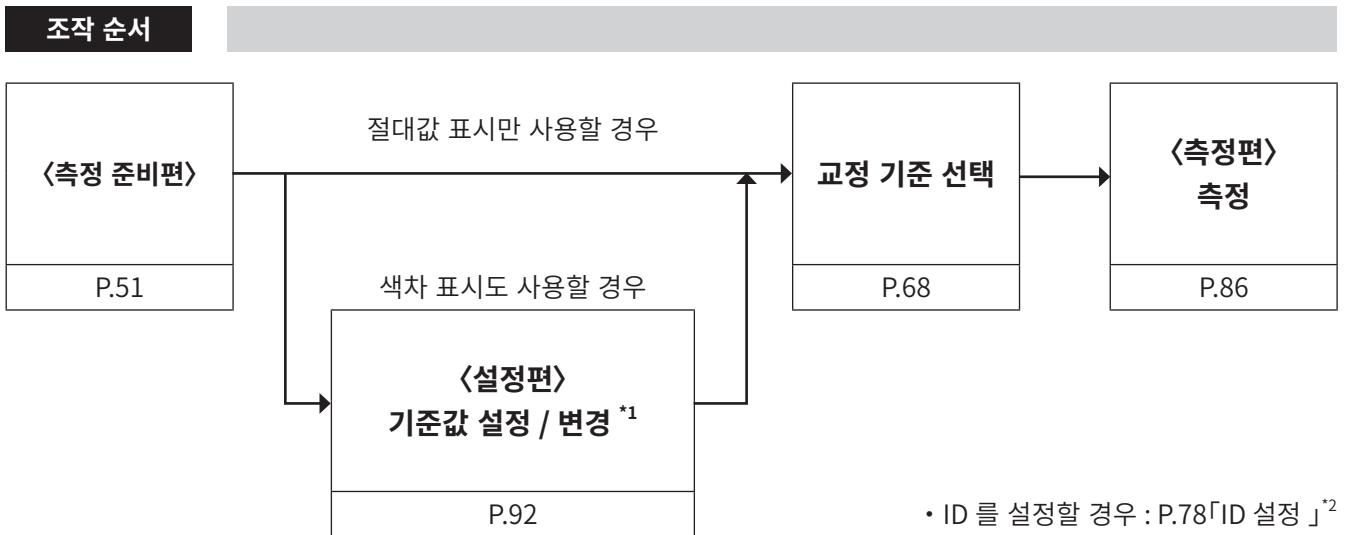 조작 순서
절대값 표시만 사용할 경우
〈측정 준비편〉
P.51
색차 표시도 사용할 경우
〈설정편〉
기준값 설정 / 변경 *1
P.92
교정 기준 선택
P.68
〈측정편〉
측정
P.86
・ID 를 설정할 경우 : P.78「ID 설정 」*2